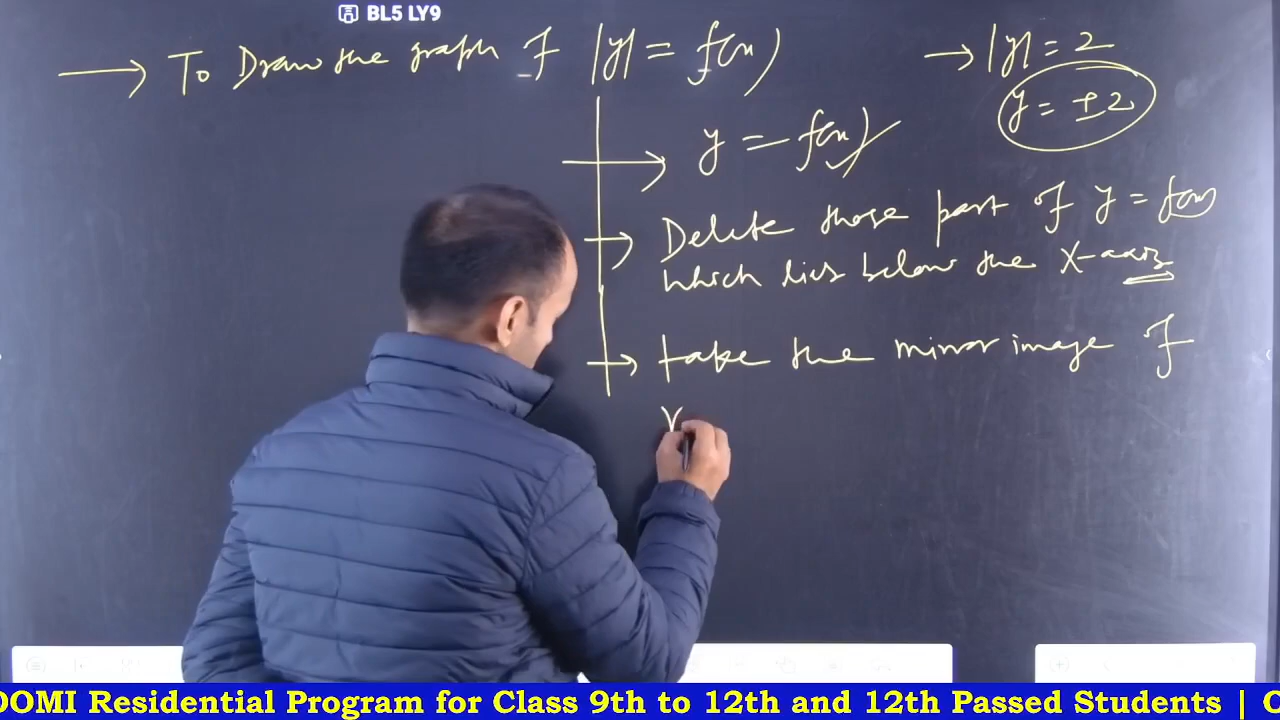 BL5 LY9
→ To Draw the graph of |y| = f(x)
→ |y| = 2
y = ±2
→ y = f(x)
→ Delete those part of y = f(x)
which lies below the X-axis
→ take the mirror image of
OOMI Residential Program for Class 9th to 12th and 12th Passed Students | C